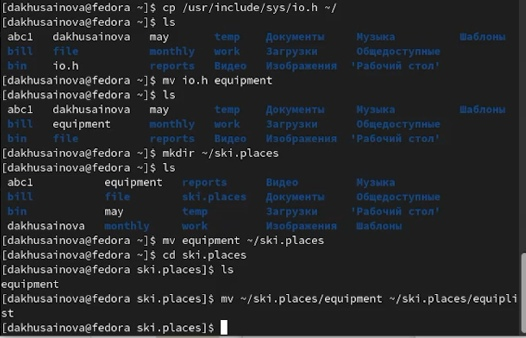 [dakhusainova@fedora ~]$ cp /usr/include/sys/io.h ~/
[dakhusainova@fedora ~]$ ls
abc1 dakhusainova may temp Документы Музыка Шаблоны
bill file monthly work Загрузки Общедоступные
bin io.h reports Видео Изображения 'Рабочий стол'
[dakhusainova@fedora ~]$ mv io.h equipment
[dakhusainova@fedora ~]$ ls
abc1 dakhusainova may temp Документы Музыка Шаблоны
bill equipment monthly work Загрузки Общедоступные
bin file reports Видео Изображения 'Рабочий стол'
[dakhusainova@fedora ~]$ mkdir ~/ski.places
[dakhusainova@fedora ~]$ ls
abc1 equipment reports Видео Музыка
bill file ski.places Документы Общедоступные
bin may temp Загрузки 'Рабочий стол'
dakhusainova monthly work Изображения Шаблоны
[dakhusainova@fedora ~]$ mv equipment ~/ski.places
[dakhusainova@fedora ~]$ cd ski.places
[dakhusainova@fedora ski.places]$ ls
equipment
[dakhusainova@fedora ski.places]$ mv ~/ski.places/equipment ~/ski.places/equipli
st
[dakhusainova@fedora ski.places]$